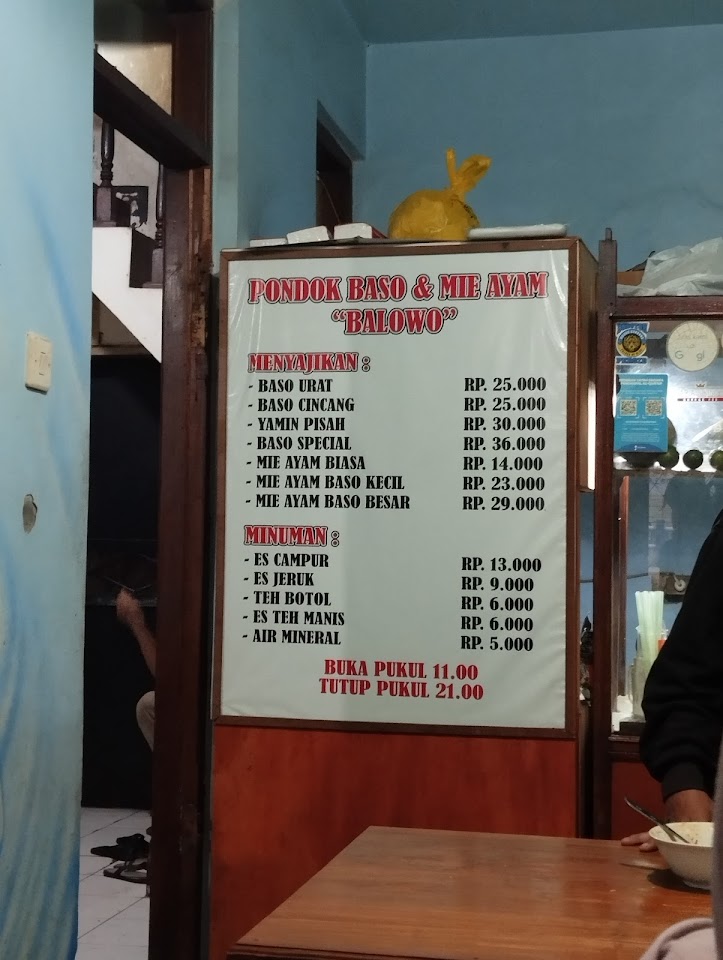 PONDOK BASO & MIE AYAM
"BALOWO"
MENYAJIKAN :
- BASO URAT RP. 25.000
- BASO CINCANG RP. 25.000
- YAMIN PISAH RP. 30.000
- BASO SPECIAL RP. 36.000
- MIE AYAM BIASA RP. 14.000
- MIE AYAM BASO KECIL RP. 23.000
- MIE AYAM BASO BESAR RP. 29.000
MINUMAN :
- ES CAMPUR RP. 13.000
- ES JERUK RP. 9.000
- TEH BOTOL RP. 6.000
- ES TEH MANIS RP. 6.000
- AIR MINERAL RP. 5.000
BUKA PUKUL 11.00
TUTUP PUKUL 21.00